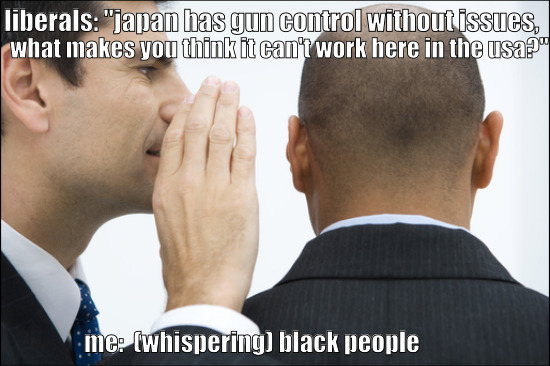 liberals: "japan has gun control without issues,
what makes you think it can't work here in the usa?"
me: (whispering) black people